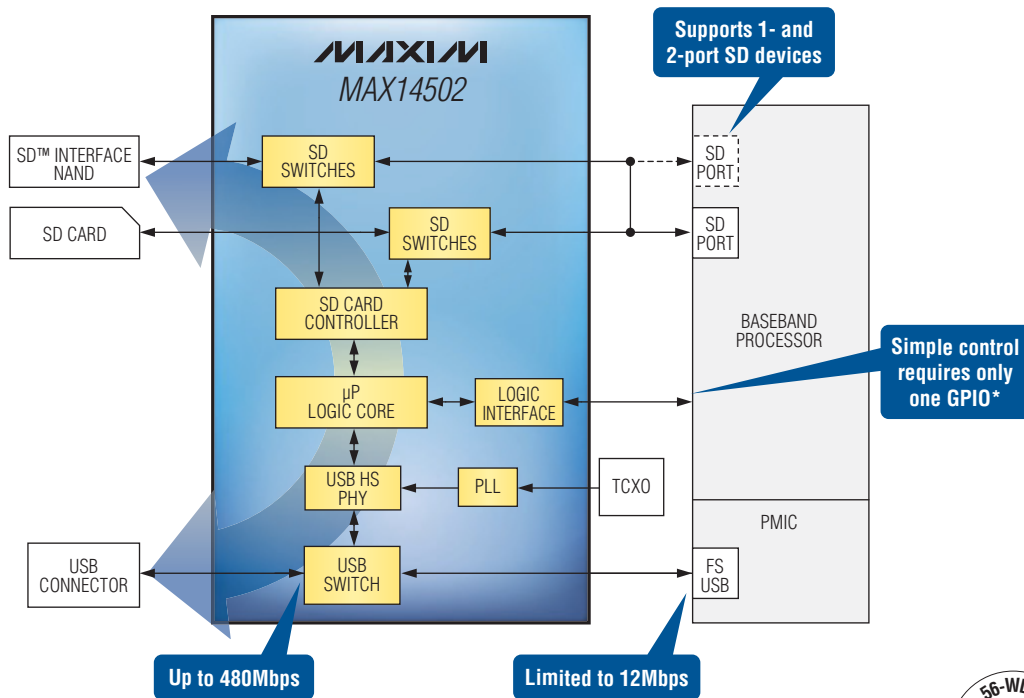 MAXIM
MAX14502
Supports 1- and
2-port SD devices
SD™ INTERFACE
NAND
SD
SWITCHES
SD
PORT
SD CARD
SD
SWITCHES
SD
PORT
SD CARD
CONTROLLER
BASEBAND
PROCESSOR
Simple control
requires only
one GPIO*
µP
LOGIC CORE
LOGIC
INTERFACE
USB HS
PHY
PLL
TCXO
PMIC
USB
CONNECTOR
USB
SWITCH
FS
USB
Up to 480Mbps
Limited to 12Mbps